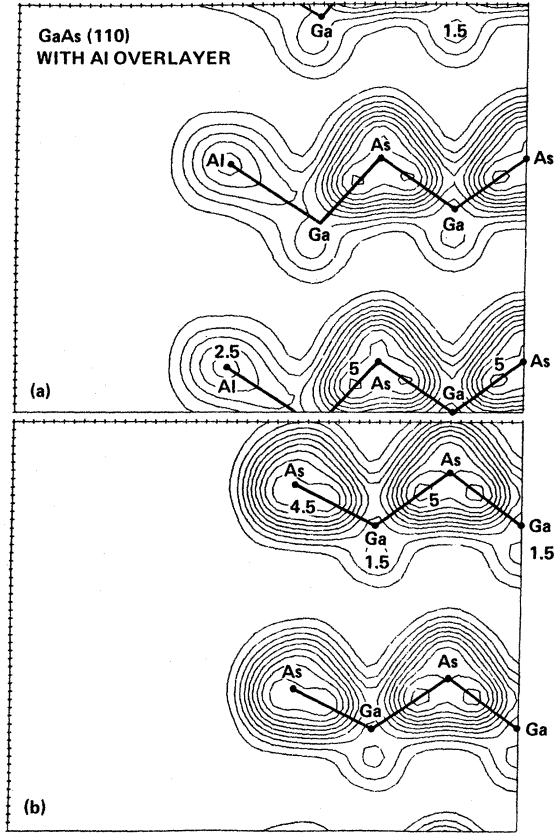 GaAs (110)
WITH Al OVERLAYER
Ga
1.5
Al
As
As
Ga
Ga
2.5
Al
5
As
Ga
5
As
(a)
As
4.5
Ga
1.5
As
5
Ga
1.5
As
Ga
As
Ga
(b)